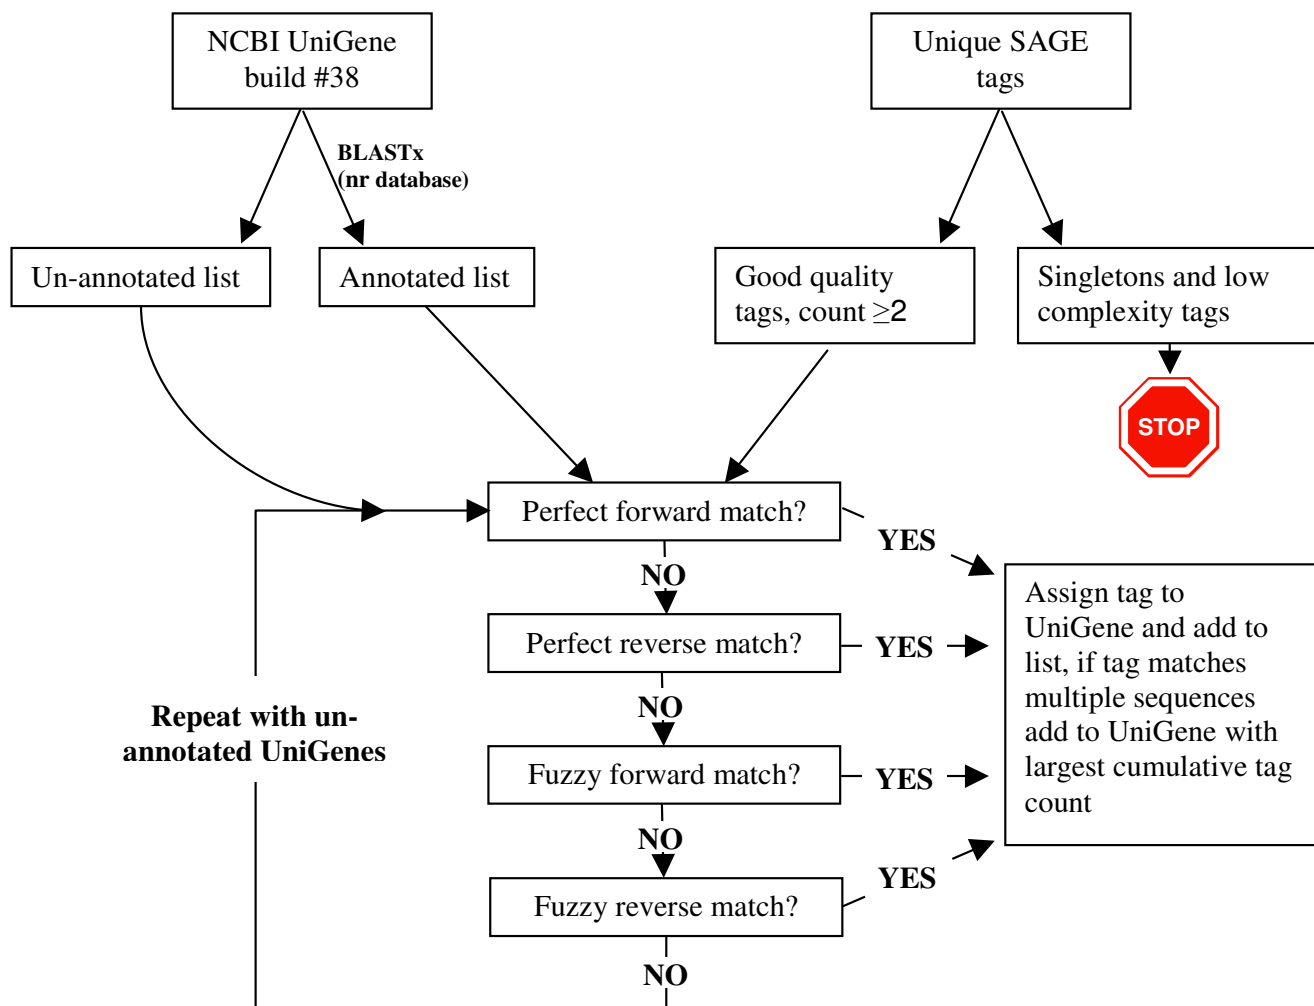 NCBI UniGene
build #38
Unique SAGE
tags
BLASTx
(nr database)
Un-annotated list
Annotated list
Good quality
tags, count ≥2
Singletons and low
complexity tags
STOP
Perfect forward match?
YES
NO
Assign tag to
UniGene and add to
list, if tag matches
multiple sequences
add to UniGene with
largest cumulative tag
count
Perfect reverse match?
YES
NO
Repeat with un-
annotated UniGenes
Fuzzy forward match?
YES
NO
Fuzzy reverse match?
YES
NO